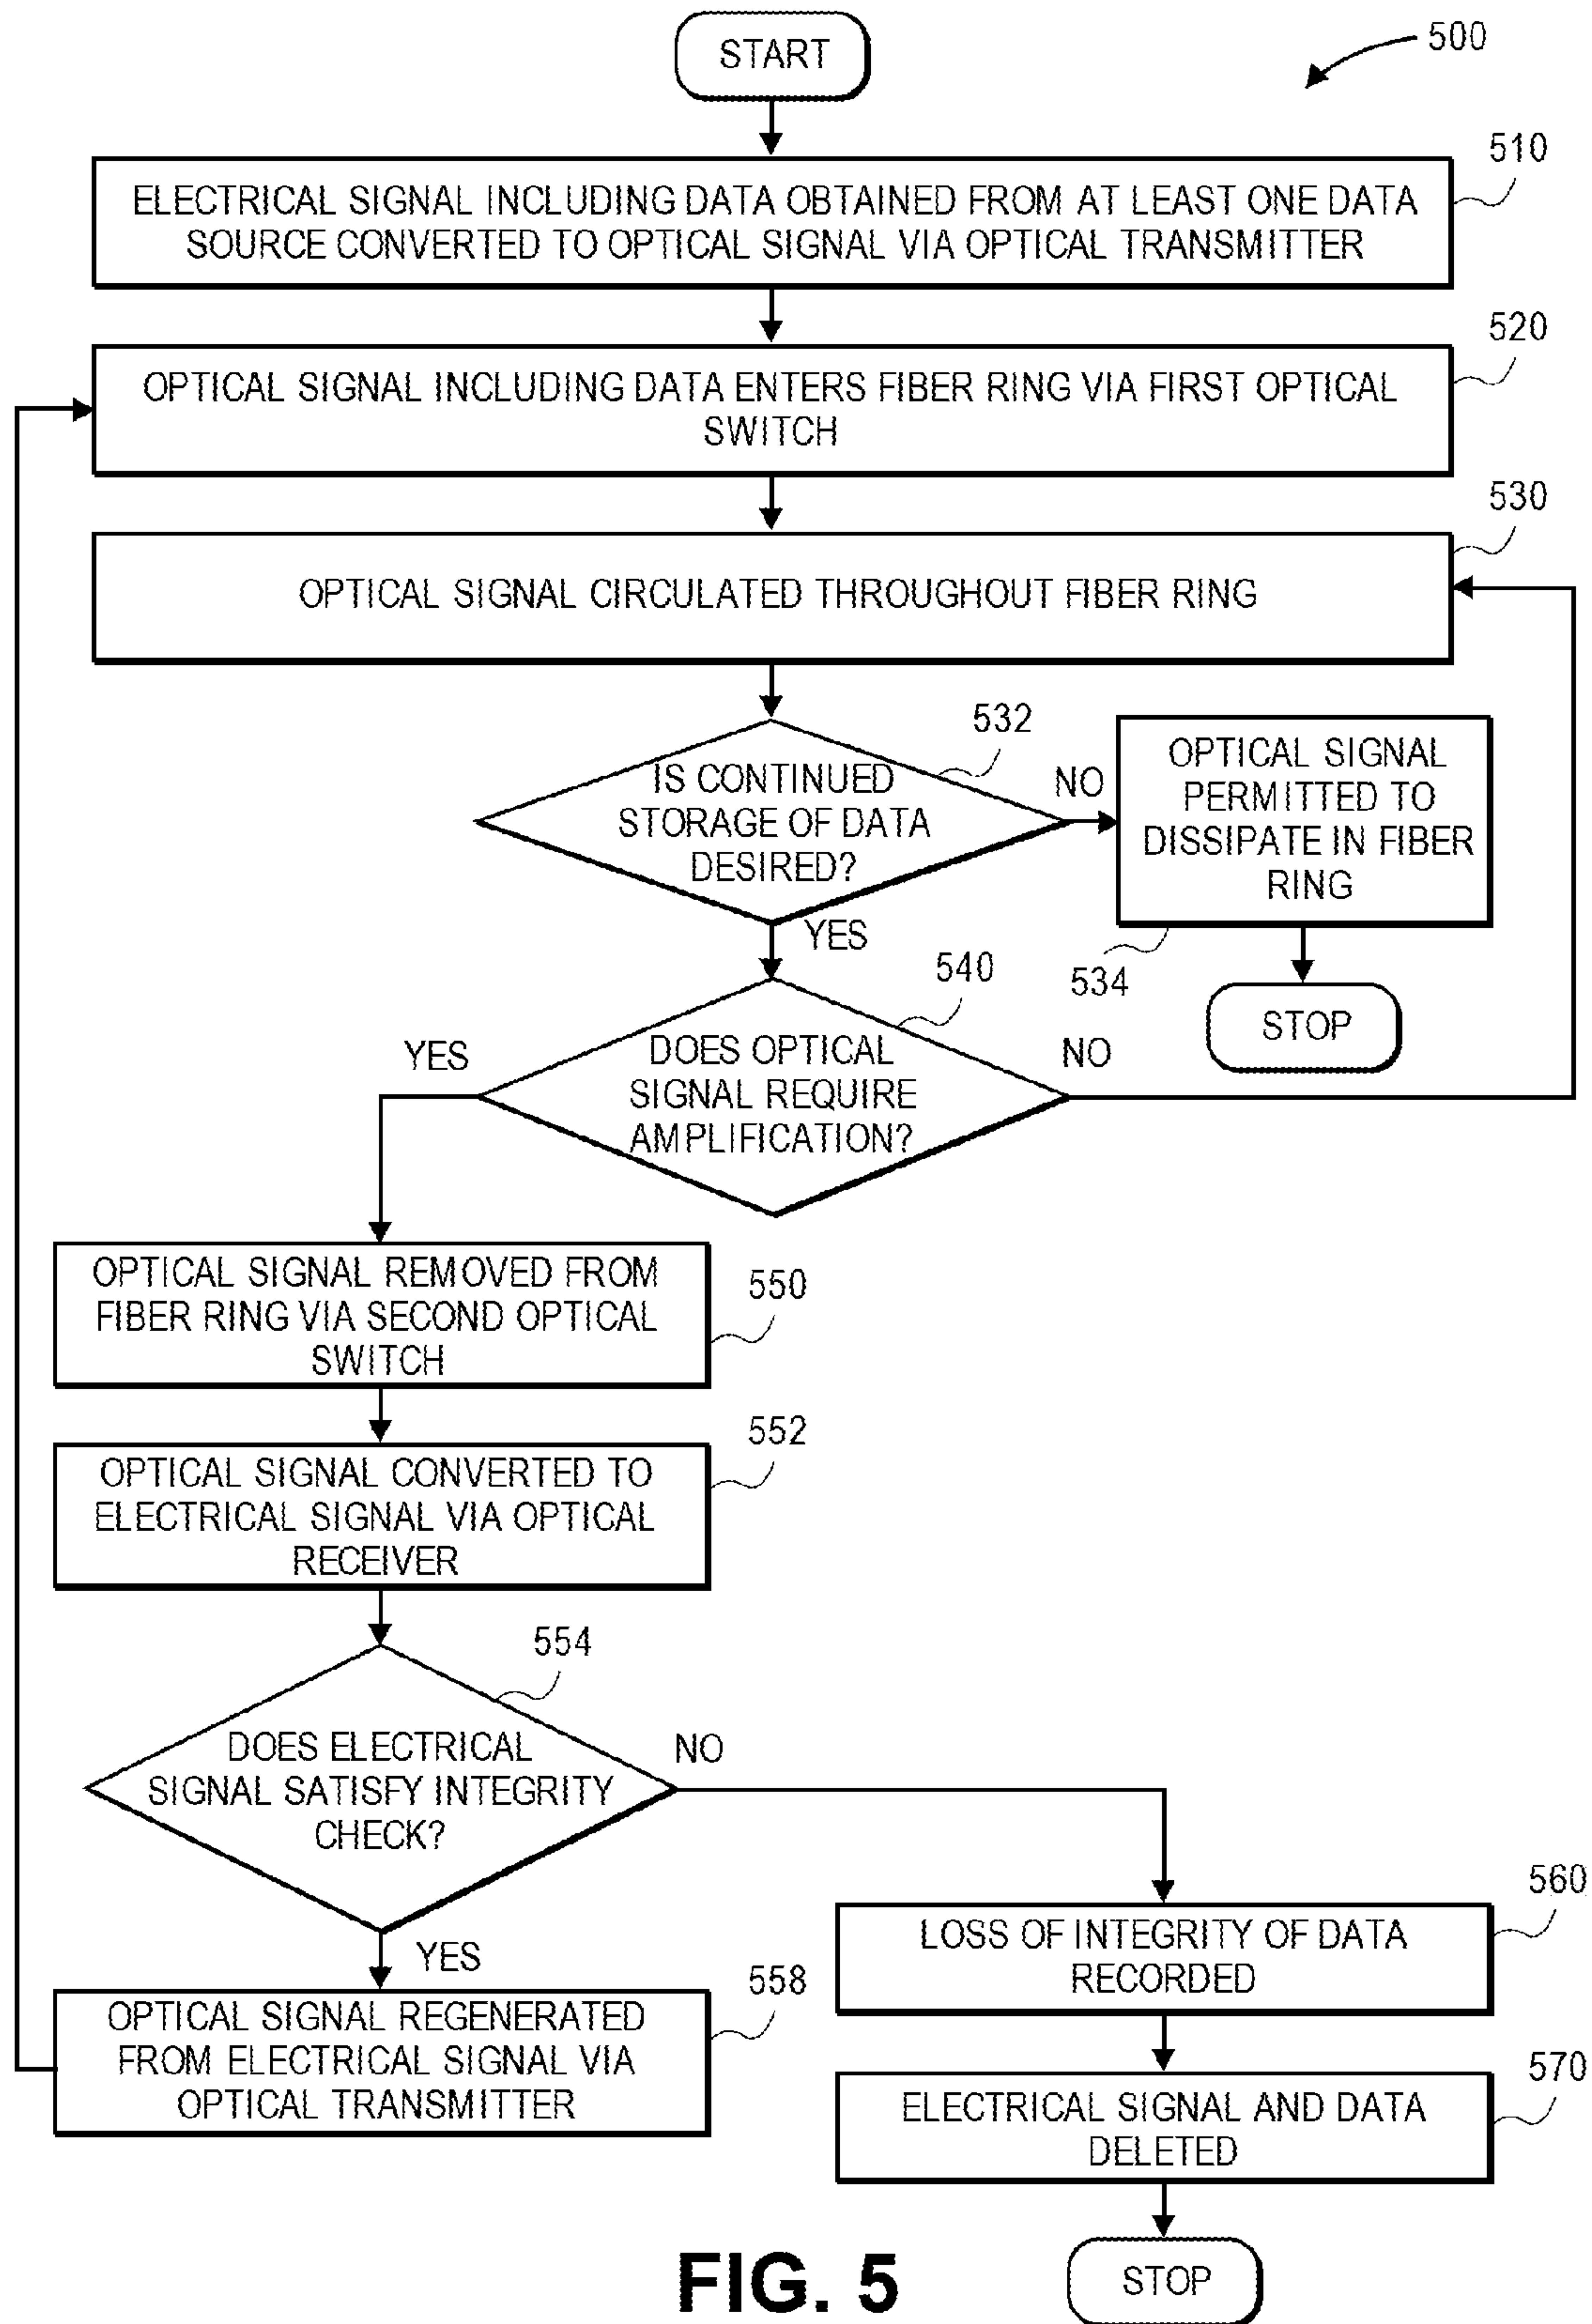 START
500
510
ELECTRICAL SIGNAL INCLUDING DATA OBTAINED FROM AT LEAST ONE DATA
SOURCE CONVERTED TO OPTICAL SIGNAL VIA OPTICAL TRANSMITTER
520
OPTICAL SIGNAL INCLUDING DATA ENTERS FIBER RING VIA FIRST OPTICAL
SWITCH
530
OPTICAL SIGNAL CIRCULATED THROUGHOUT FIBER RING
532
IS CONTINUED
STORAGE OF DATA
DESIRED?
NO
OPTICAL SIGNAL
PERMITTED TO
DISSIPATE IN FIBER
RING
534
STOP
YES
540
DOES OPTICAL
SIGNAL REQUIRE
AMPLIFICATION?
YES
NO
OPTICAL SIGNAL REMOVED FROM
FIBER RING VIA SECOND OPTICAL
SWITCH
550
552
OPTICAL SIGNAL CONVERTED TO
ELECTRICAL SIGNAL VIA OPTICAL
RECEIVER
554
DOES ELECTRICAL
SIGNAL SATISFY INTEGRITY
CHECK?
NO
YES
558
OPTICAL SIGNAL REGENERATED
FROM ELECTRICAL SIGNAL VIA
OPTICAL TRANSMITTER
560
LOSS OF INTEGRITY OF DATA
RECORDED
570
ELECTRICAL SIGNAL AND DATA
DELETED
STOP
FIG. 5